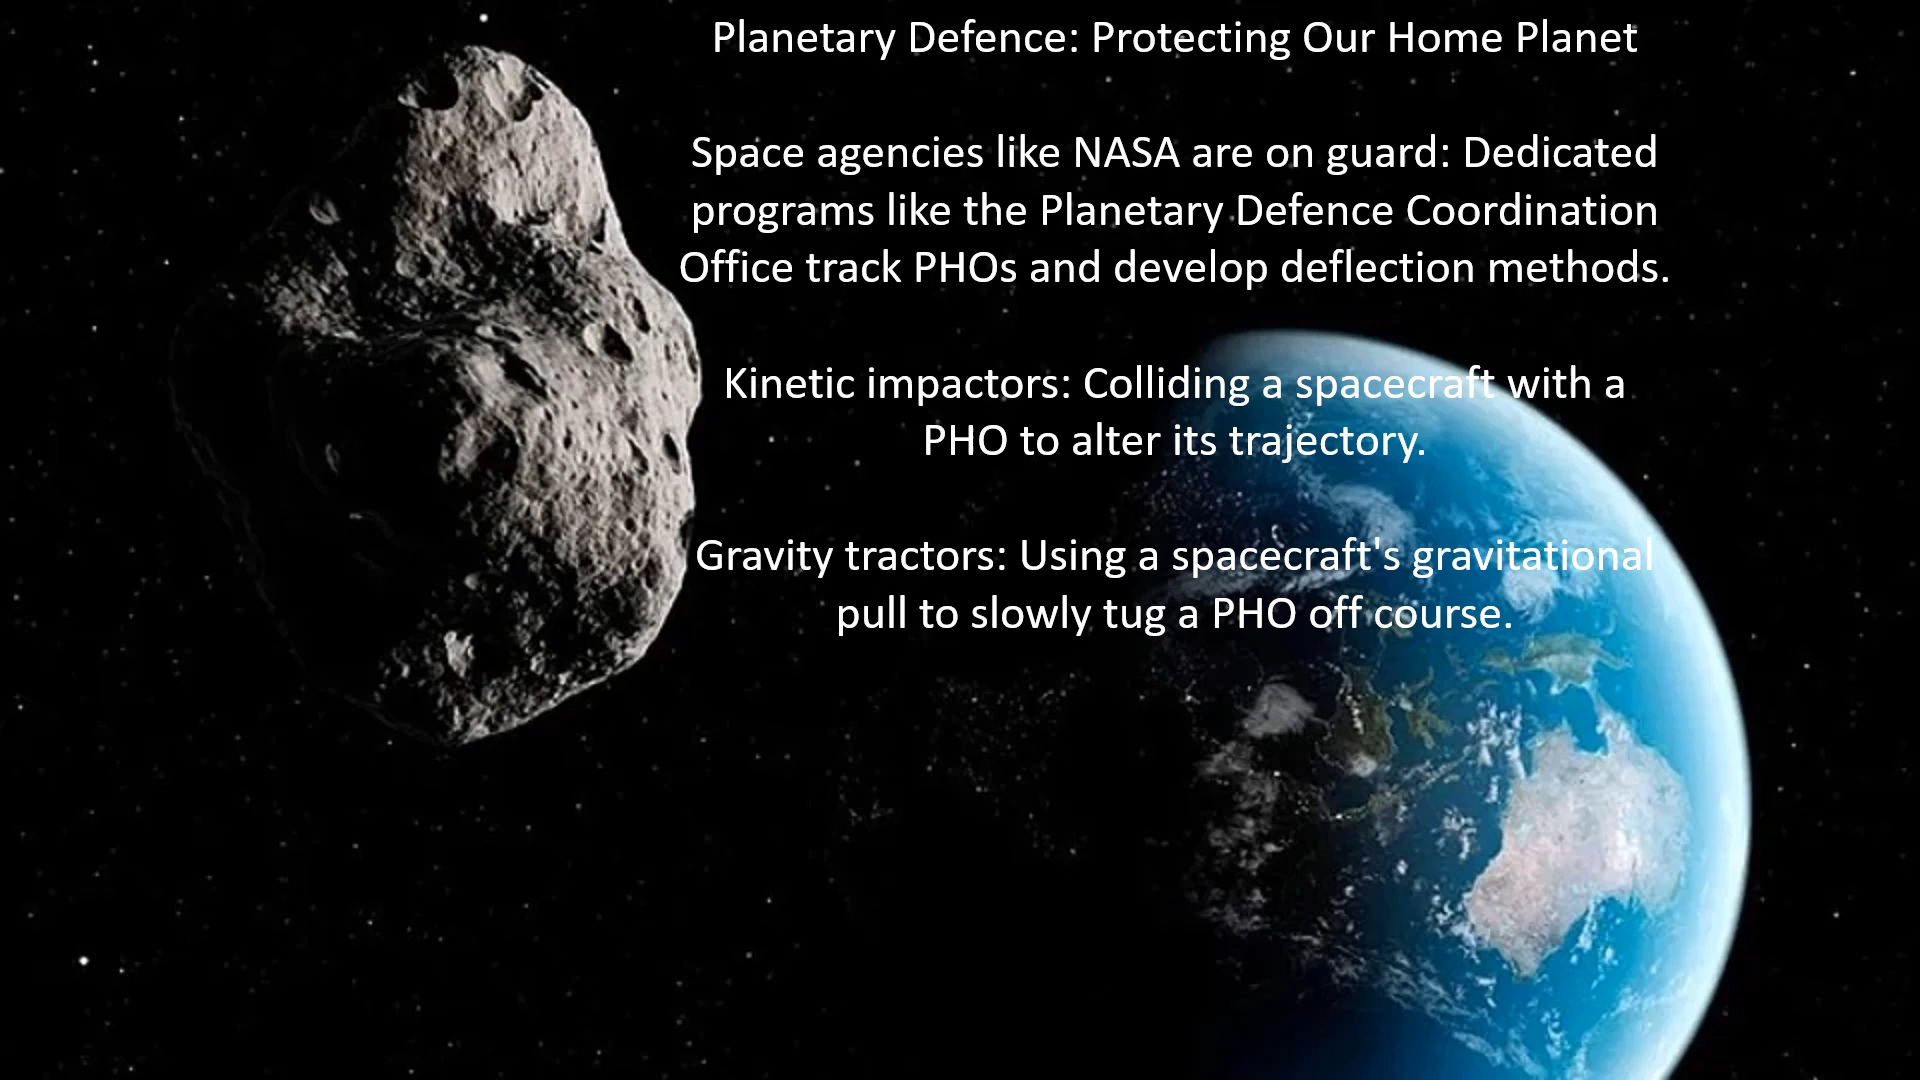 Planetary Defence: Protecting Our Home Planet
Space agencies like NASA are on guard: Dedicated
programs like the Planetary Defence Coordination
Office track PHOs and develop deflection methods.
Kinetic impactors: Colliding a spacecraft with a
PHO to alter its trajectory.
Gravity tractors: Using a spacecraft's gravitational
pull to slowly tug a PHO off course.